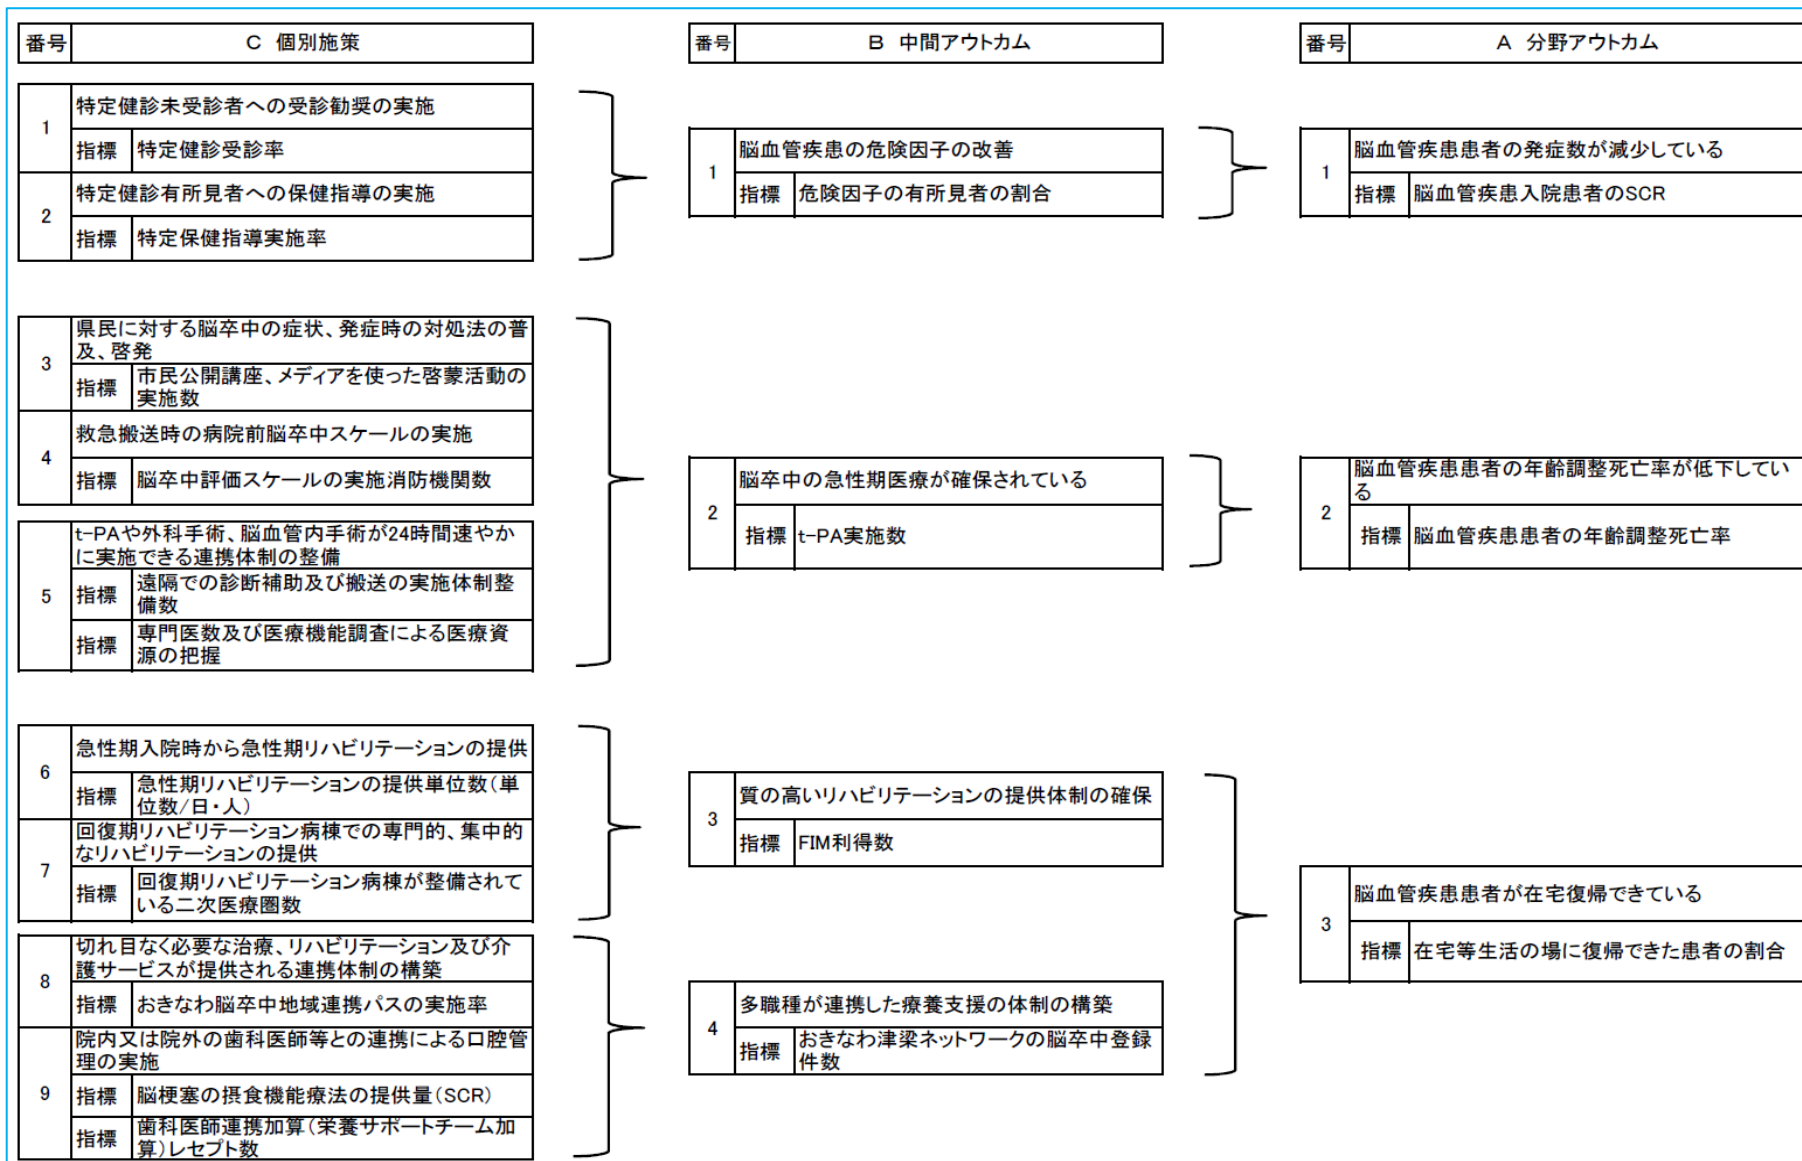 番号 C 個別施策
番号 B 中間アウトカム
番号 A 分野アウトカム
1 特定健診未受診者への受診勧奨の実施
指標 特定健診受診率
2 特定健診有所見者への保健指導の実施
指標 特定保健指導実施率
1 脳血管疾患の危険因子の改善
指標 危険因子の有所見者の割合
1 脳血管疾患患者の発症数が減少している
指標 脳血管疾患入院患者のSCR
3 県民に対する脳卒中の症状、発症時の対処法の普
及、啓発
指標 市民公開講座、メディアを使った啓蒙活動の
実施数
4 救急搬送時の病院前脳卒中スケールの実施
指標 脳卒中評価スケールの実施消防機関数
5 t-PAや外科手術、脳血管内手術が24時間速やか
に実施できる連携体制の整備
指標 遠隔での診断補助及び搬送の実施体制整
備数
指標 専門医数及び医療機能調査による医療資
源の把握
2 脳卒中の急性期医療が確保されている
指標 t-PA実施数
2 脳血管疾患患者の年齢調整死亡率が低下してい
る
指標 脳血管疾患患者の年齢調整死亡率
6 急性期入院時から急性期リハビリテーションの提供
指標 急性期リハビリテーションの提供単位数(単
位数/日・人)
7 回復期リハビリテーション病棟での専門的、集中的
なリハビリテーションの提供
指標 回復期リハビリテーション病棟が整備されて
いる二次医療圏数
8 切れ目なく必要な治療、リハビリテーション及び介
護サービスが提供される連携体制の構築
指標 おきなわ脳卒中地域連携パスの実施率
9 院内又は院外の歯科医師等との連携による口腔管
理の実施
指標 脳梗塞の摂食機能療法の提供量(SCR)
指標 歯科医師連携加算(栄養サポートチーム加
算)レセプト数
3 質の高いリハビリテーションの提供体制の確保
指標 FIM利得数
4 多職種が連携した療養支援の体制の構築
指標 おきなわ津梁ネットワークの脳卒中登録
件数
3 脳血管疾患患者が在宅復帰できている
指標 在宅等生活の場に復帰できた患者の割合